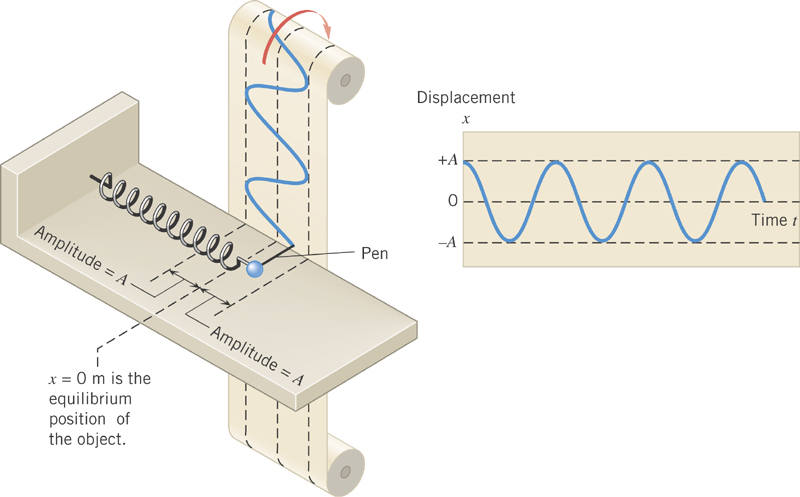 Displacement
x
+A
0
Time t
–A
Pen
Amplitude = A
Amplitude = A
x = 0 m is the
equilibrium
position of
the object.